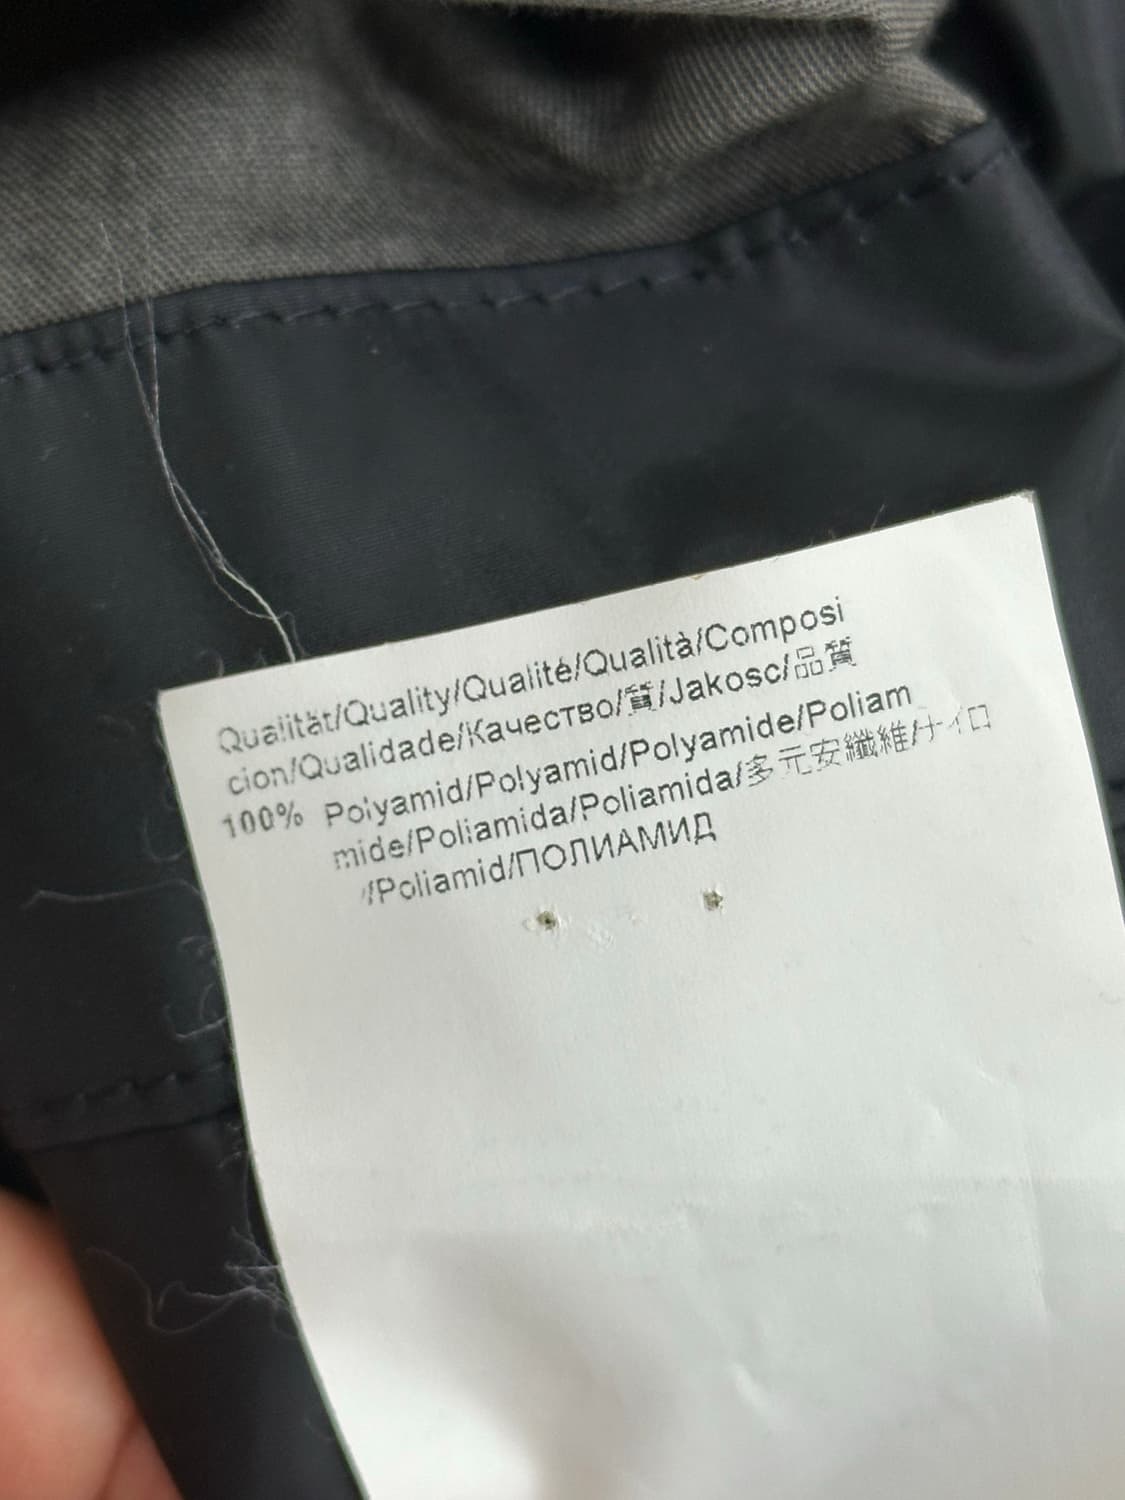 Qualität/Quality/Qualité/Qualità/Composi
cion/Qualidade/Качество/質/Jakosc/品質
100% Polyamid/Polyamid/Polyamide/Poliam
mide/Poliamida/Poliamida/多元安纖維/ナイロ
/Poliamid/ПОЛИАМИД